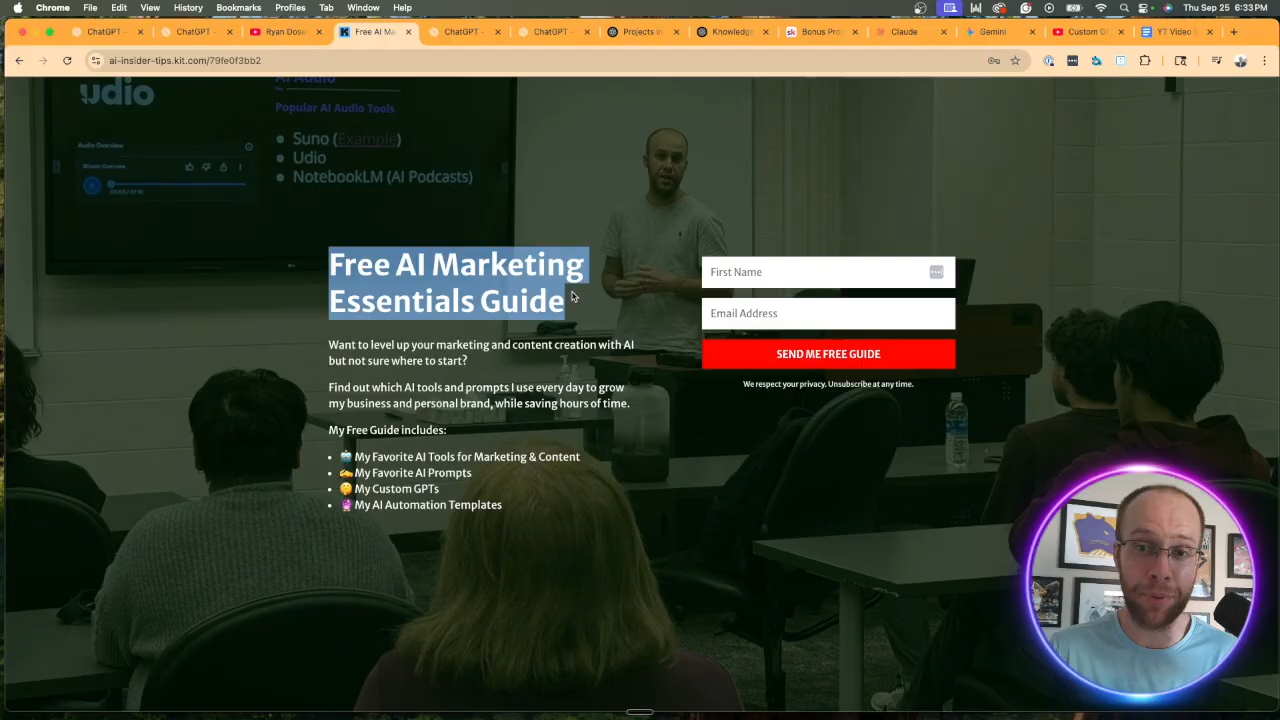 Chrome File Edit View History Bookmarks Profiles Tab Window Help Thu Sep 25 6:33 PM
ChatGPT - ChatGPT - Ryan Dose Free AI Ma ChatGPT ChatGPT - Projects in Knowledge Bonus Pro Claude Gemini Custom G YT Video
ai-insider-tips.kit.com/79fe0f3bb2
udio
AI Audio
Popular AI Audio Tools
Suno (Example)
Udio
NotebookLM (AI Podcasts)
Audio Overview
Free AI Marketing
Essentials Guide
Want to level up your marketing and content creation with AI
but not sure where to start?
Find out which AI tools and prompts I use every day to grow
my business and personal brand, while saving hours of time.
My Free Guide includes:
• 🤖 My Favorite AI Tools for Marketing & Content
• ✍️ My Favorite AI Prompts
• 🤫 My Custom GPTs
• 🔮 My AI Automation Templates
First Name
Email Address
SEND ME FREE GUIDE
We respect your privacy. Unsubscribe at any time.